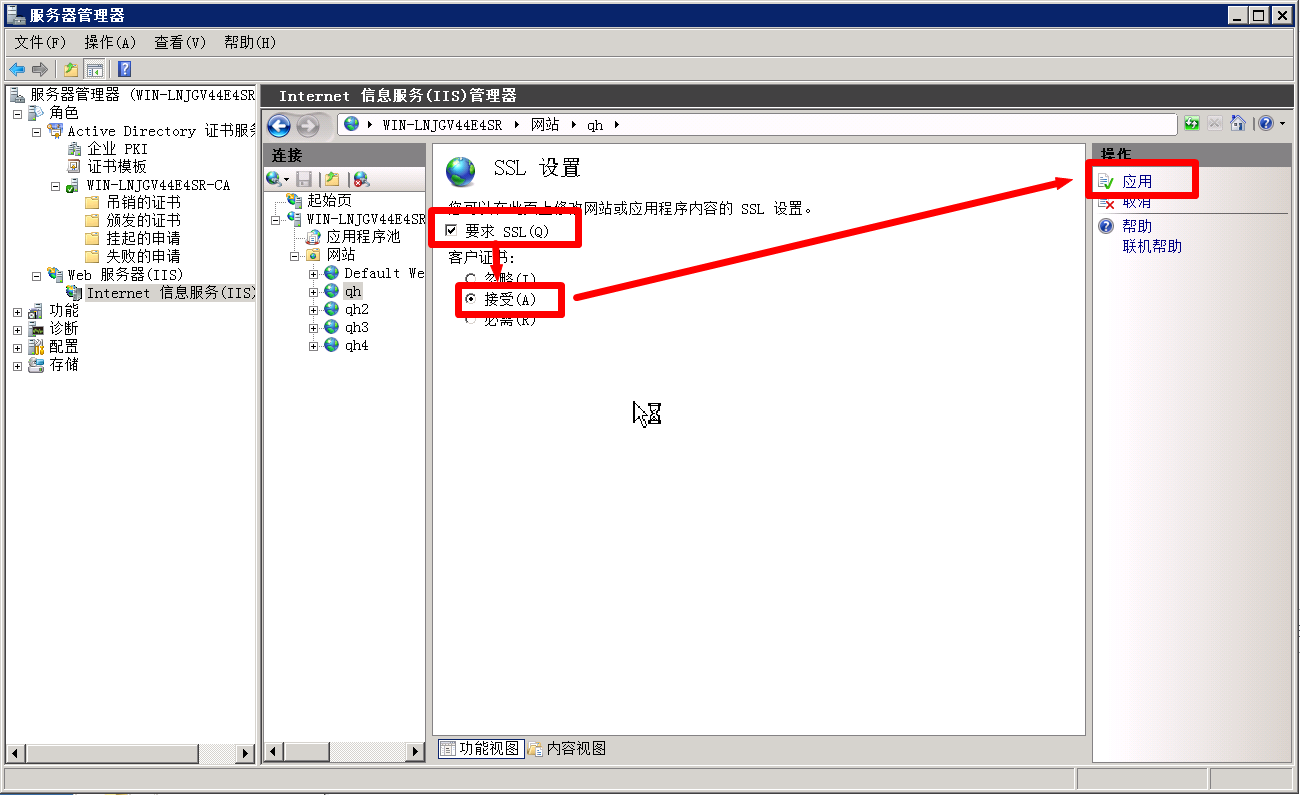 服务器管理器
文件(F) 操作(A) 查看(V) 帮助(H)
服务器管理器 (WIN-LNJGV44E4SR
角色
Active Directory 证书服务
企业 PKI
证书模板
WIN-LNJGV44E4SR-CA
吊销的证书
颁发的证书
挂起的申请
失败的申请
Web 服务器(IIS)
Internet 信息服务(IIS)
功能
诊断
配置
存储
Internet 信息服务(IIS)管理器
WIN-LNJGV44E4SR 网站 qh
连接
起始页
WIN-LNJGV44E4SR
应用程序池
网站
Default We
qh
qh2
qh3
qh4
SSL 设置
您可以在此页上修改网站或应用程序内容的 SSL 设置。
要求 SSL(Q)
客户证书:
忽略(I)
接受(A)
必需(R)
功能视图 内容视图
操作
应用
取消
帮助
联机帮助